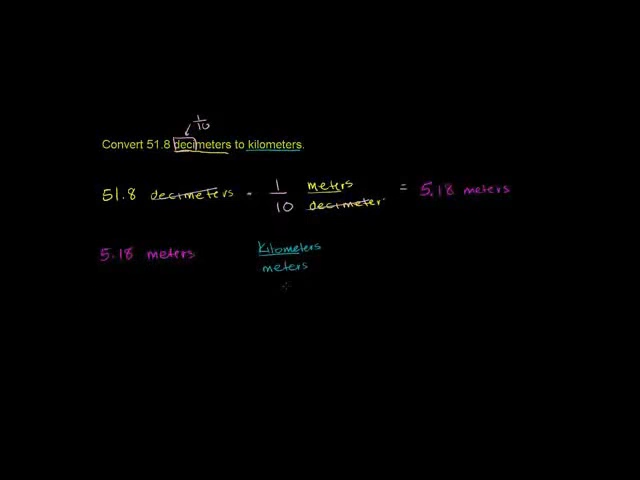 1/10
Convert 51.8 decimeters to kilometers.
51.8 decimeters · 1/10 meters/decimeter = 5.18 meters
5.18 meters kilometers/meters